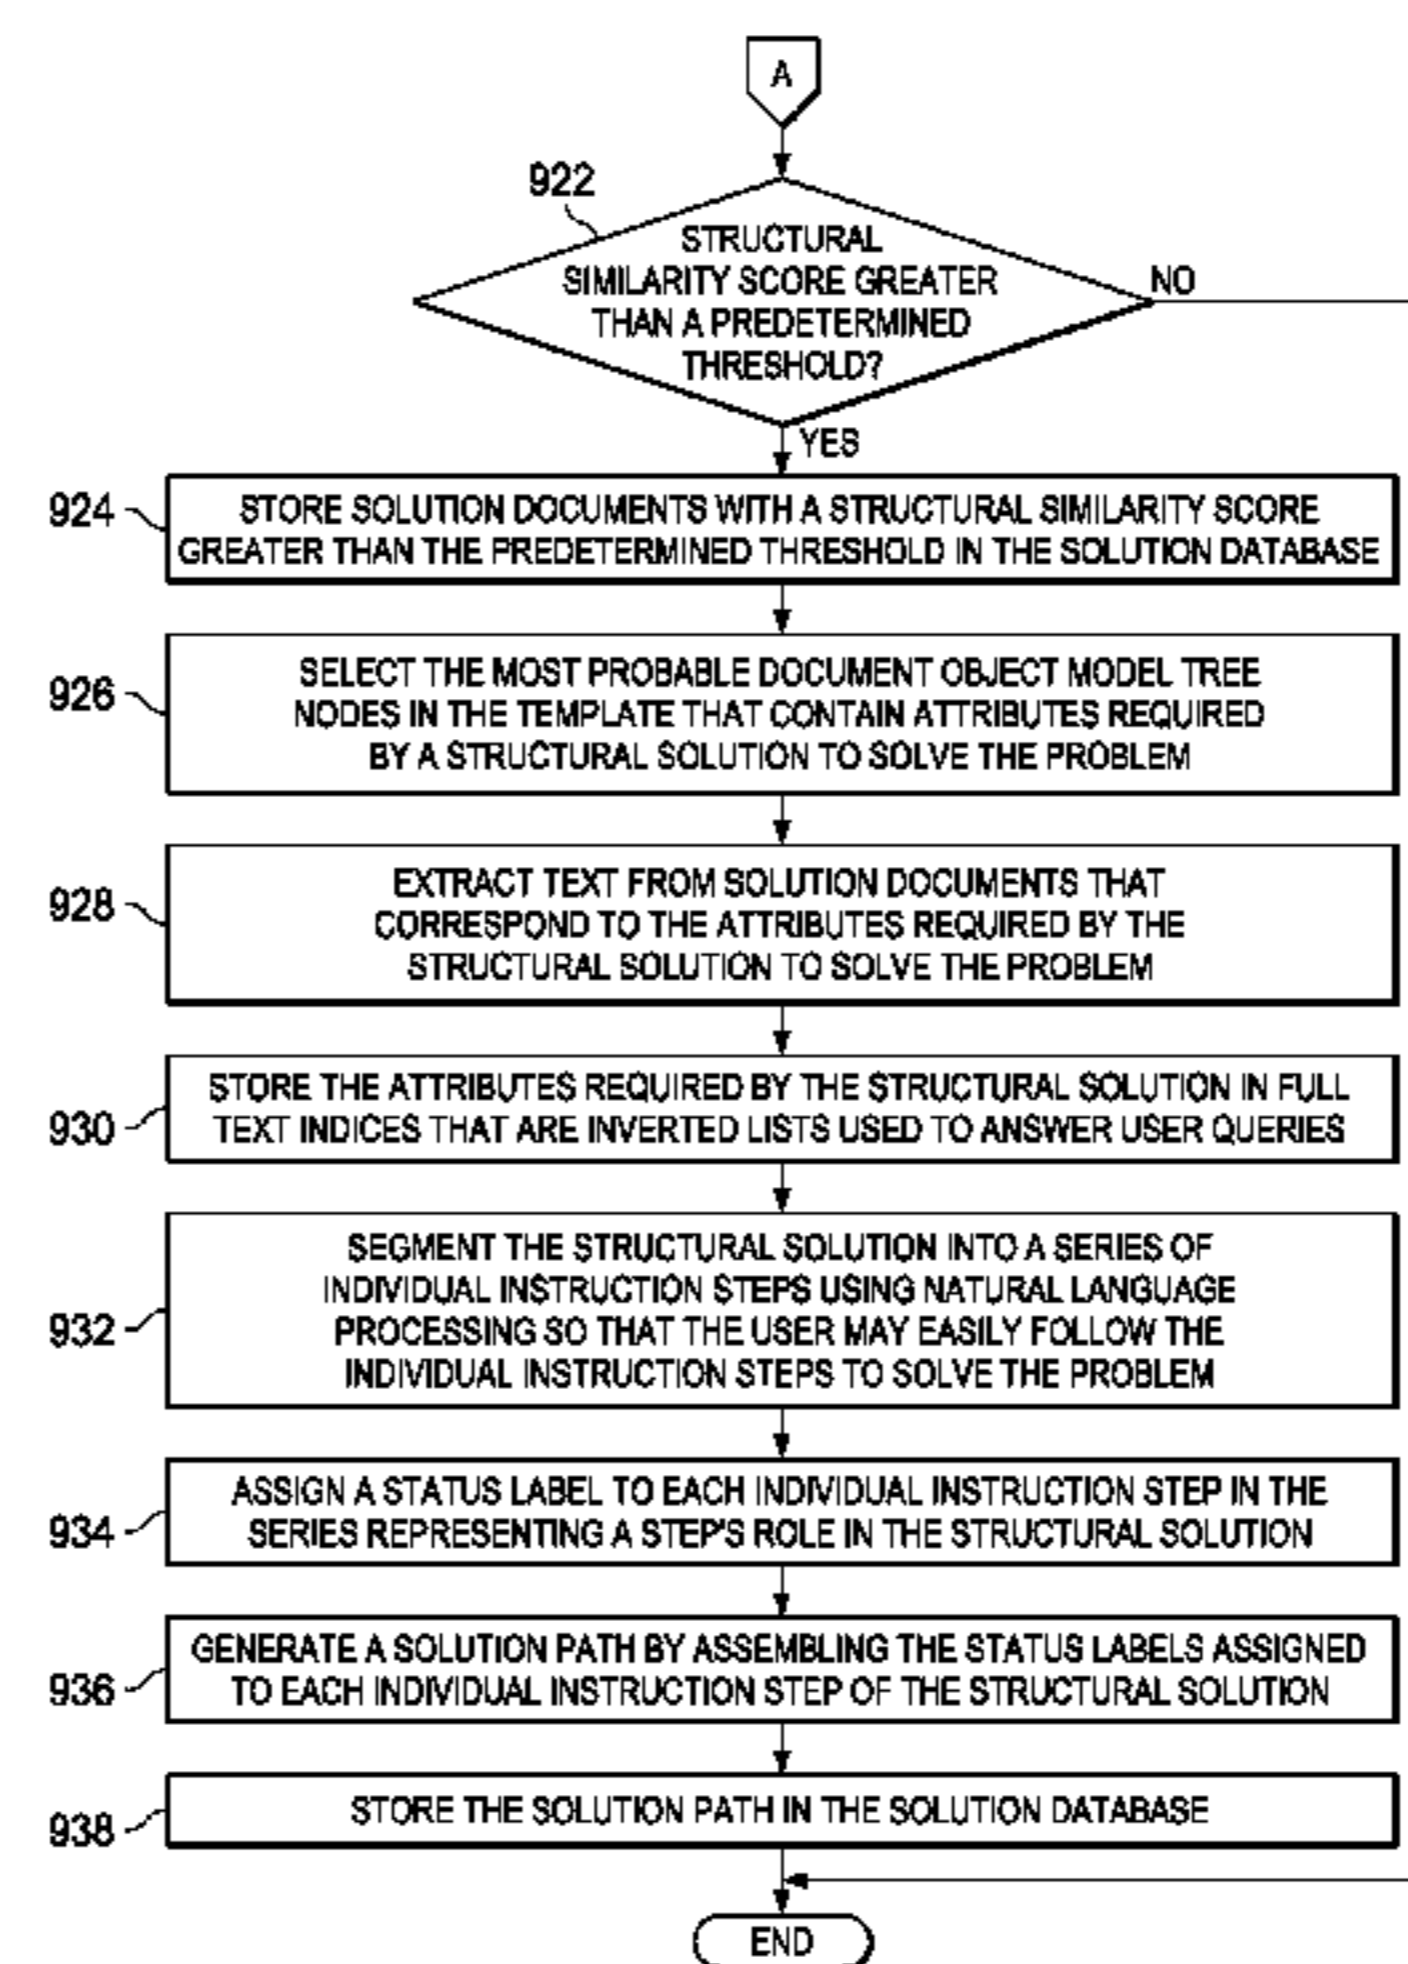 A
922
STRUCTURAL
SIMILARITY SCORE GREATER
THAN A PREDETERMINED
THRESHOLD?
NO
YES
924
STORE SOLUTION DOCUMENTS WITH A STRUCTURAL SIMILARITY SCORE
GREATER THAN THE PREDETERMINED THRESHOLD IN THE SOLUTION DATABASE
926
SELECT THE MOST PROBABLE DOCUMENT OBJECT MODEL TREE
NODES IN THE TEMPLATE THAT CONTAIN ATTRIBUTES REQUIRED
BY A STRUCTURAL SOLUTION TO SOLVE THE PROBLEM
928
EXTRACT TEXT FROM SOLUTION DOCUMENTS THAT
CORRESPOND TO THE ATTRIBUTES REQUIRED BY THE
STRUCTURAL SOLUTION TO SOLVE THE PROBLEM
930
STORE THE ATTRIBUTES REQUIRED BY THE STRUCTURAL SOLUTION IN FULL
TEXT INDICES THAT ARE INVERTED LISTS USED TO ANSWER USER QUERIES
932
SEGMENT THE STRUCTURAL SOLUTION INTO A SERIES OF
INDIVIDUAL INSTRUCTION STEPS USING NATURAL LANGUAGE
PROCESSING SO THAT THE USER MAY EASILY FOLLOW THE
INDIVIDUAL INSTRUCTION STEPS TO SOLVE THE PROBLEM
934
ASSIGN A STATUS LABEL TO EACH INDIVIDUAL INSTRUCTION STEP IN THE
SERIES REPRESENTING A STEP'S ROLE IN THE STRUCTURAL SOLUTION
936
GENERATE A SOLUTION PATH BY ASSEMBLING THE STATUS LABELS ASSIGNED
TO EACH INDIVIDUAL INSTRUCTION STEP OF THE STRUCTURAL SOLUTION
938
STORE THE SOLUTION PATH IN THE SOLUTION DATABASE
END